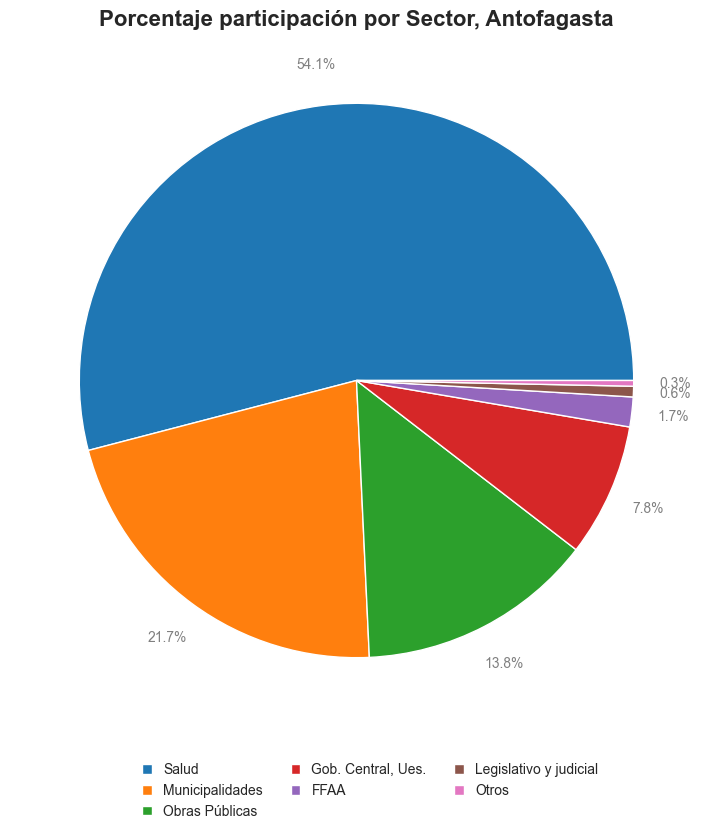 Porcentaje participación por Sector, Antofagasta
54.1%
0.3%
0.6%
1.7%
7.8%
21.7%
13.8%
Salud
Municipalidades
Obras Públicas
Gob. Central, Ues.
FFAA
Legislativo y judicial
Otros